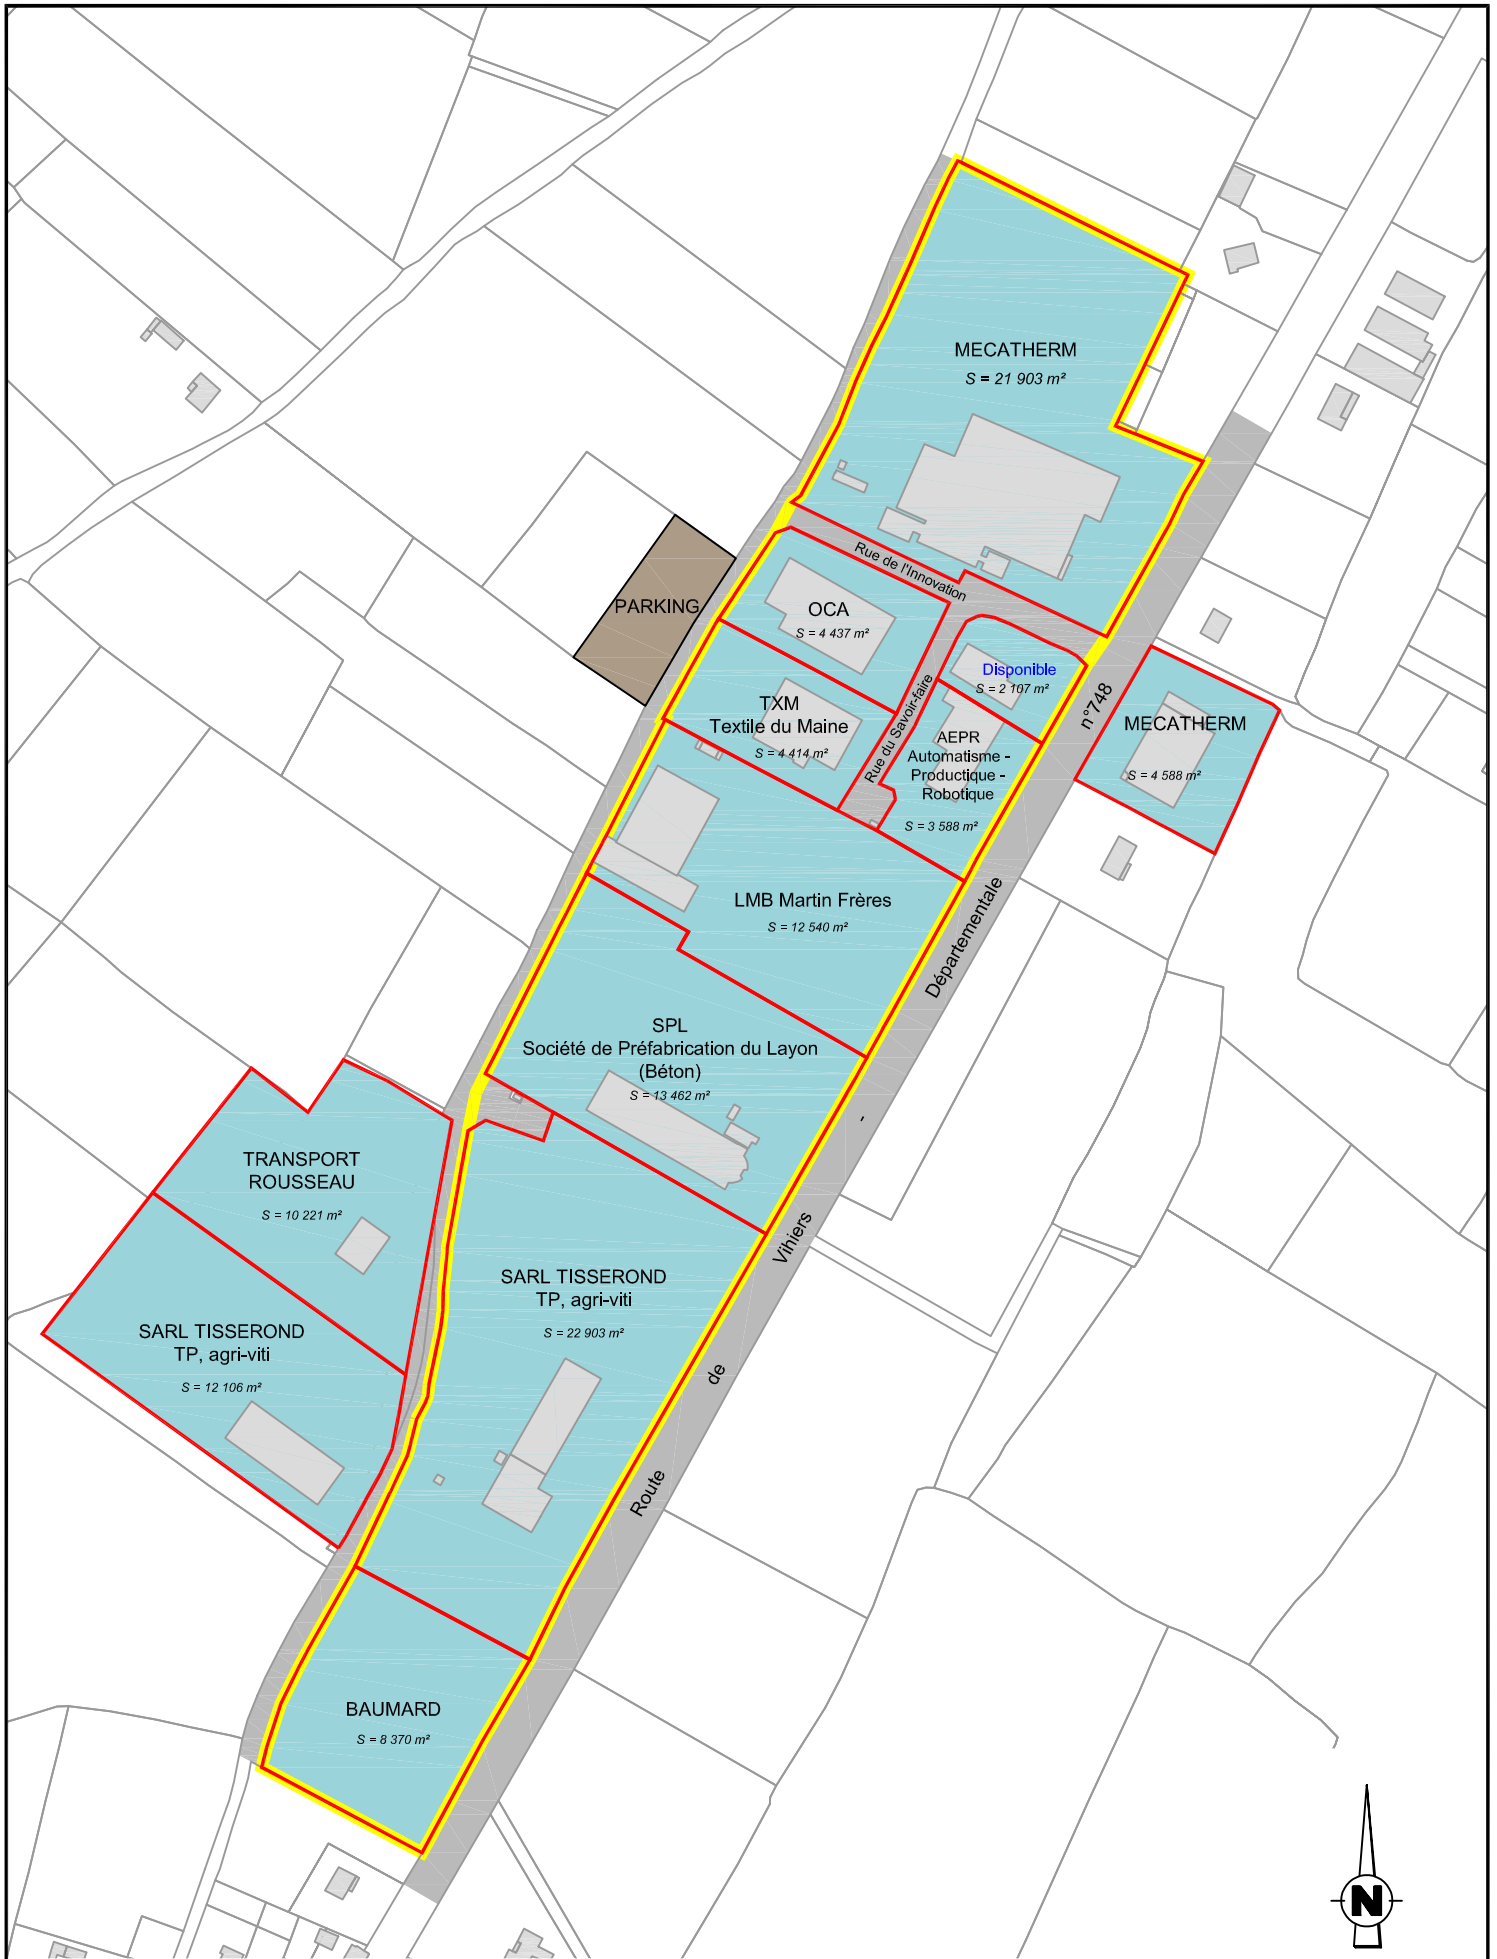 MECATHERM
S = 21 903 m²
Rue de l'Innovation
PARKING
OCA
S = 4 437 m²
Disponible
S = 2 107 m²
Rue du Savoir-faire
TXM
Textile du Maine
S = 4 414 m²
AEPR
Automatisme -
Productique -
Robotique
S = 3 588 m²
MECATHERM
S = 4 588 m²
LMB Martin Frères
S = 12 540 m²
SPL
Société de Préfabrication du Layon
(Béton)
S = 13 462 m²
TRANSPORT
ROUSSEAU
S = 10 221 m²
SARL TISSEROND
TP, agri-viti
S = 22 903 m²
SARL TISSEROND
TP, agri-viti
S = 12 106 m²
Route de Vihiers - Départementale n°748
BAUMARD
S = 8 370 m²
N